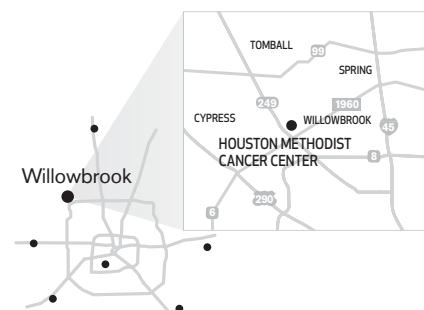 TOMBALL
99
SPRING
249
1960
CYPRESS
WILLOWBROOK
45
HOUSTON METHODIST
CANCER CENTER
8
Willowbrook
290
6